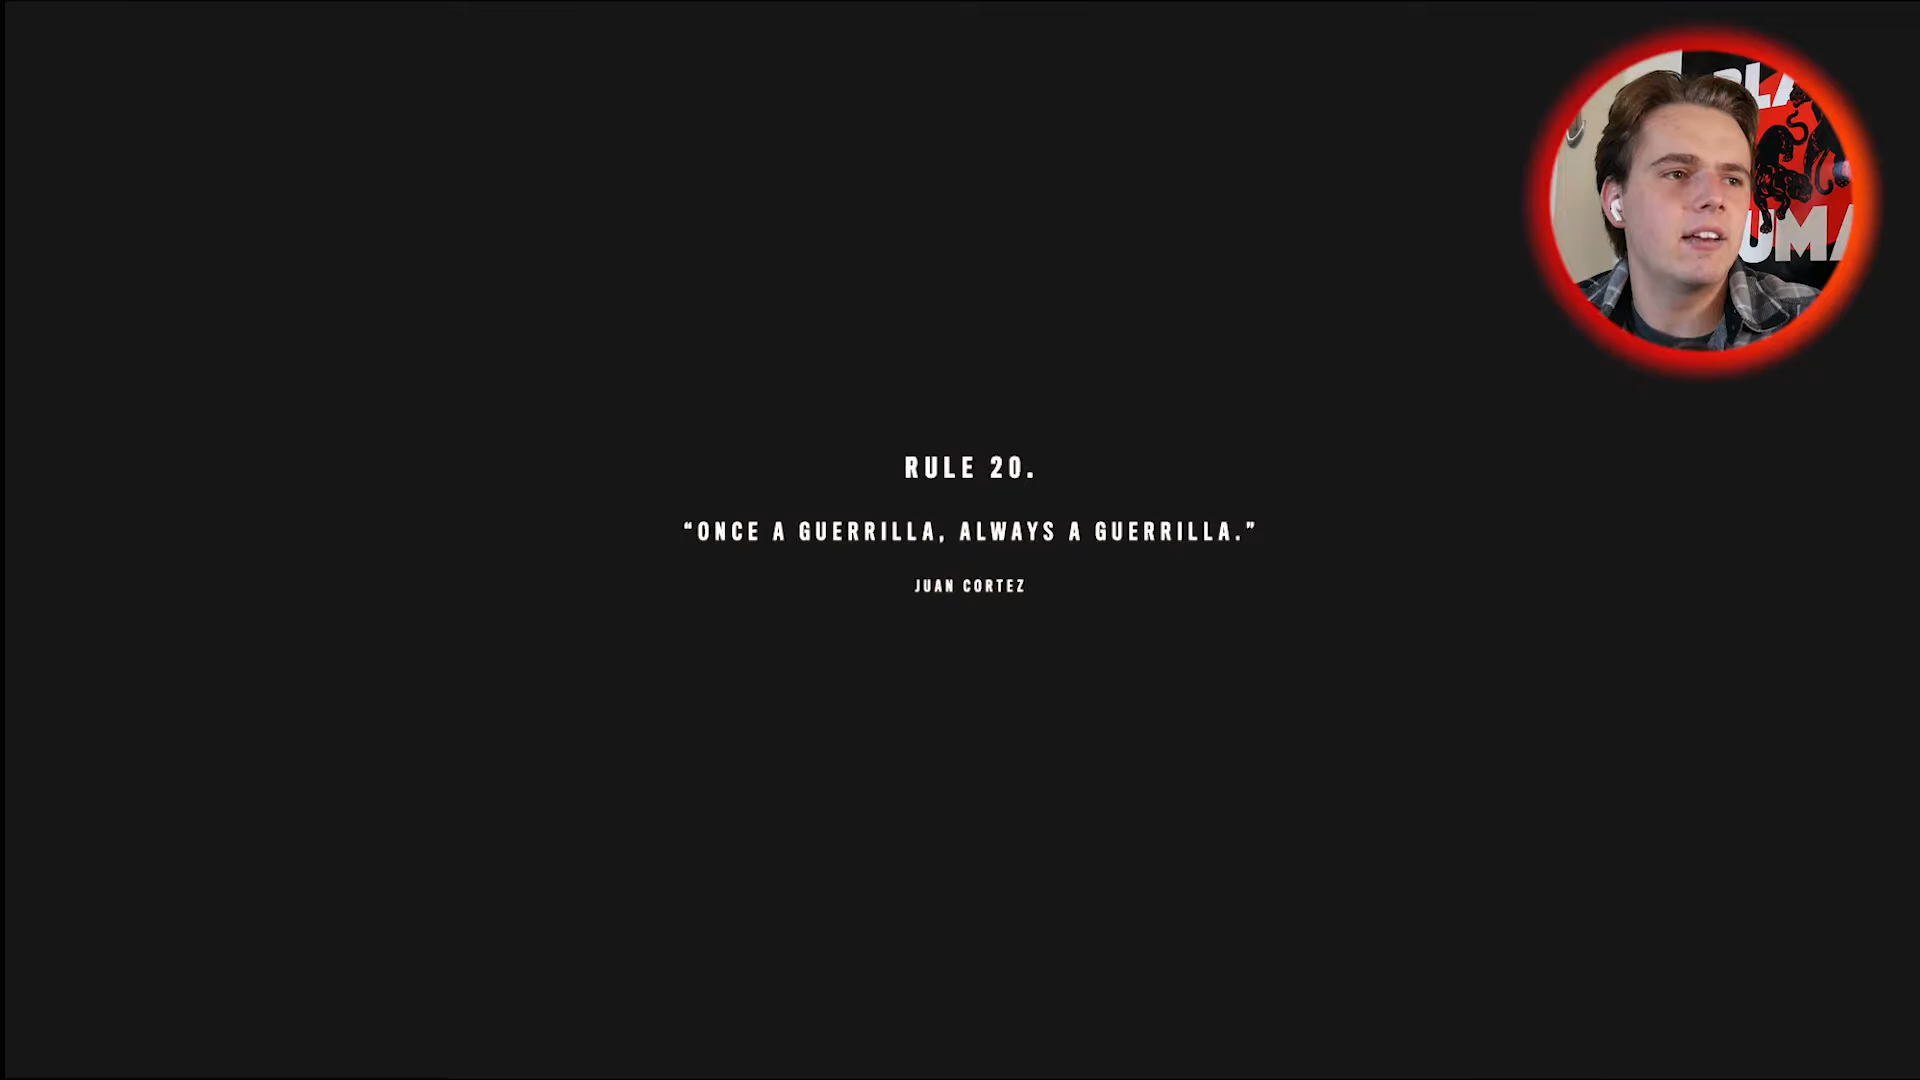 RULE 20.
“ONCE A GUERRILLA, ALWAYS A GUERRILLA.”
JUAN CORTEZ